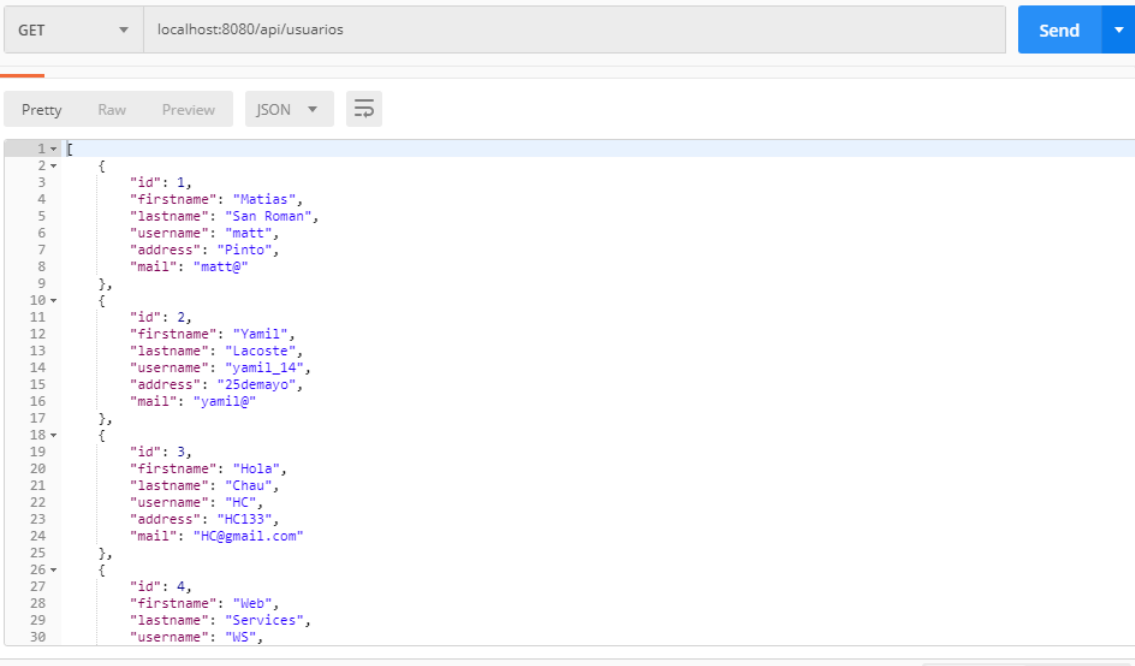 GET localhost:8080/api/usuarios Send
Pretty Raw Preview JSON
1 [
2 {
3 "id": 1,
4 "firstname": "Matias",
5 "lastname": "San Roman",
6 "username": "matt",
7 "address": "Pinto",
8 "mail": "matt@"
9 },
10 {
11 "id": 2,
12 "firstname": "Yamil",
13 "lastname": "Lacoste",
14 "username": "yamil_14",
15 "address": "25demayo",
16 "mail": "yamil@"
17 },
18 {
19 "id": 3,
20 "firstname": "Hola",
21 "lastname": "Chau",
22 "username": "HC",
23 "address": "HC133",
24 "mail": "HC@gmail.com"
25 },
26 {
27 "id": 4,
28 "firstname": "Web",
29 "lastname": "Services",
30 "username": "WS",